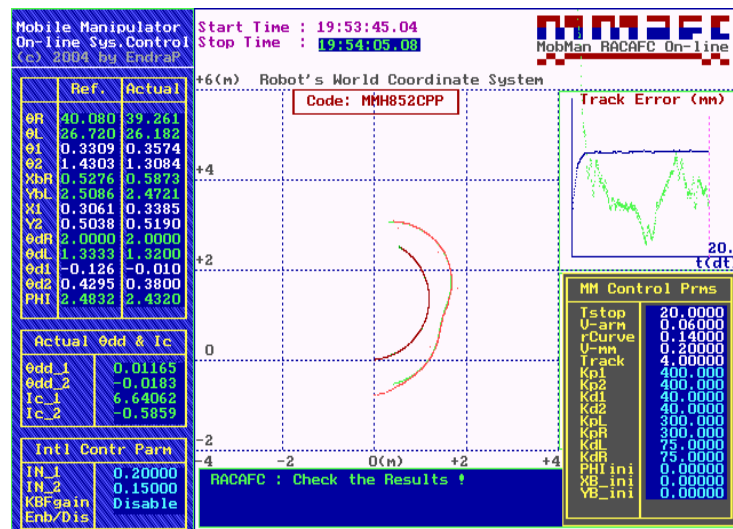 Mobile Manipulator
On-line Sys.Control
(c) 2004 by EndraP
Ref. Actual
θR 40.080 39.261
θL 26.720 26.182
θ1 0.3309 0.3574
θ2 1.4303 1.3084
XbR 0.5276 0.5873
YbL 2.5086 2.4721
X1 0.3061 0.3385
Y2 0.5038 0.5190
θdR 2.0000 2.0000
θdL 1.3333 1.3200
θd1 -0.126 -0.010
θd2 0.4295 0.3800
PHI 2.4832 2.4320
Actual θdd & Ic
θdd_1 0.01165
θdd_2 -0.0183
Ic_1 6.64062
Ic_2 -0.5859
Intl Contr Parm
IN_1 0.20000
IN_2 0.15000
KBFgain Disable
Enb/Dis
Start Time : 19:53:45.04
Stop Time : 19:54:05.08
MMAFC
MobMan RACAFC On-line
+6(m) Robot's World Coordinate System
Code: MMH852CPP
+4
+2
0
-2
-4 -2 0(m) +2 +4
Track Error (mm)
20.
t(dt
MM Control Prms
Tstop 20.0000
V-arm 0.06000
rCurve 0.14000
V-mm 0.20000
Track 4.00000
Kp1 400.000
Kp2 400.000
Kd1 40.0000
Kd2 40.0000
KpL 300.000
KpR 300.000
KdL 75.0000
KdR 75.0000
PHIini 0.00000
XB_ini 0.00000
YB_ini 0.00000
RACAFC : Check the Results !